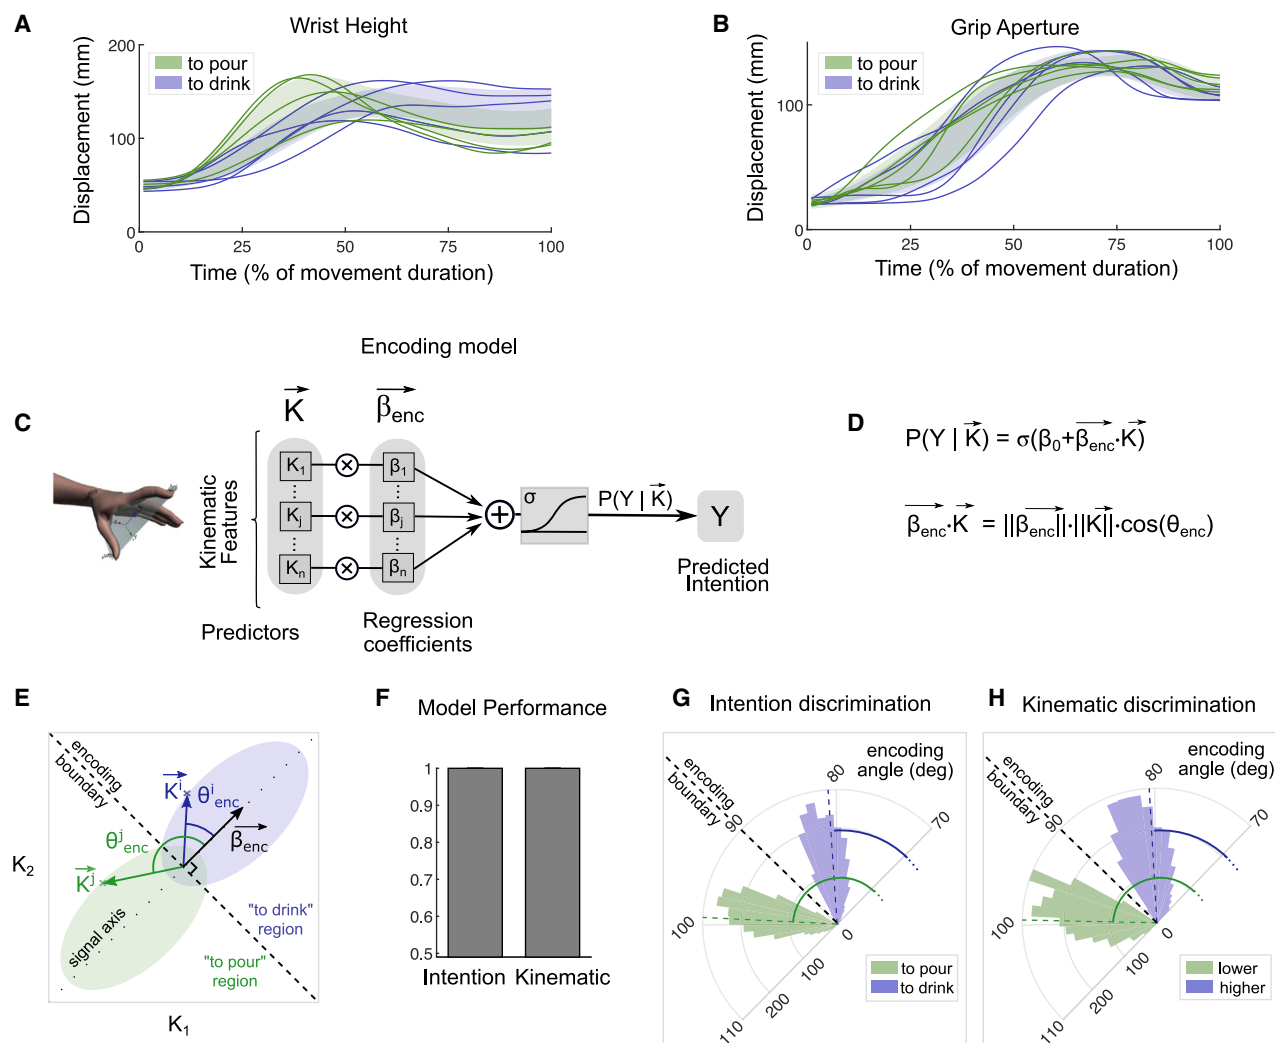 A
Wrist Height
Displacement (mm)
200
100
0
to pour
to drink
0 25 50 75 100
Time (% of movement duration)
B
Grip Aperture
Displacement (mm)
100
0
to pour
to drink
0 25 50 75 100
Time (% of movement duration)
Encoding model
C
K
βenc
Kinematic
Features
K1 × β1
Kj × βj
Kn × βn
+
σ
P(Y | K)
Y
Predicted
Intention
Predictors
Regression
coefficients
D
P(Y | K) = σ(β0+βenc·K)
βenc·K = ||βenc||·||K||·cos(θenc)
E
encoding
boundary
K^i
θ^i enc
θ^j enc
βenc
K^j
K2
signal axis
"to drink"
region
"to pour"
region
K1
F
Model Performance
1
0.9
0.8
0.7
0.6
0.5
Intention Kinematic
G
Intention discrimination
encoding
boundary
encoding
angle (deg)
80
90
70
100
0
100
200
110
to pour
to drink
H
Kinematic discrimination
encoding
boundary
encoding
angle (deg)
80
90
70
100
0
100
200
110
lower
higher